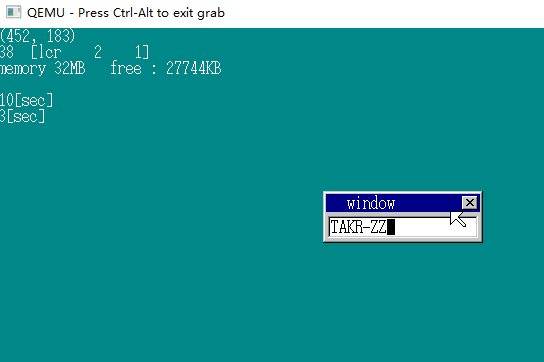 QEMU - Press Ctrl-Alt to exit grab
(452, 183)
38 [lcr 2 1]
memory 32MB free : 27744KB
10[sec]
3[sec]
window
TAKR-ZZ